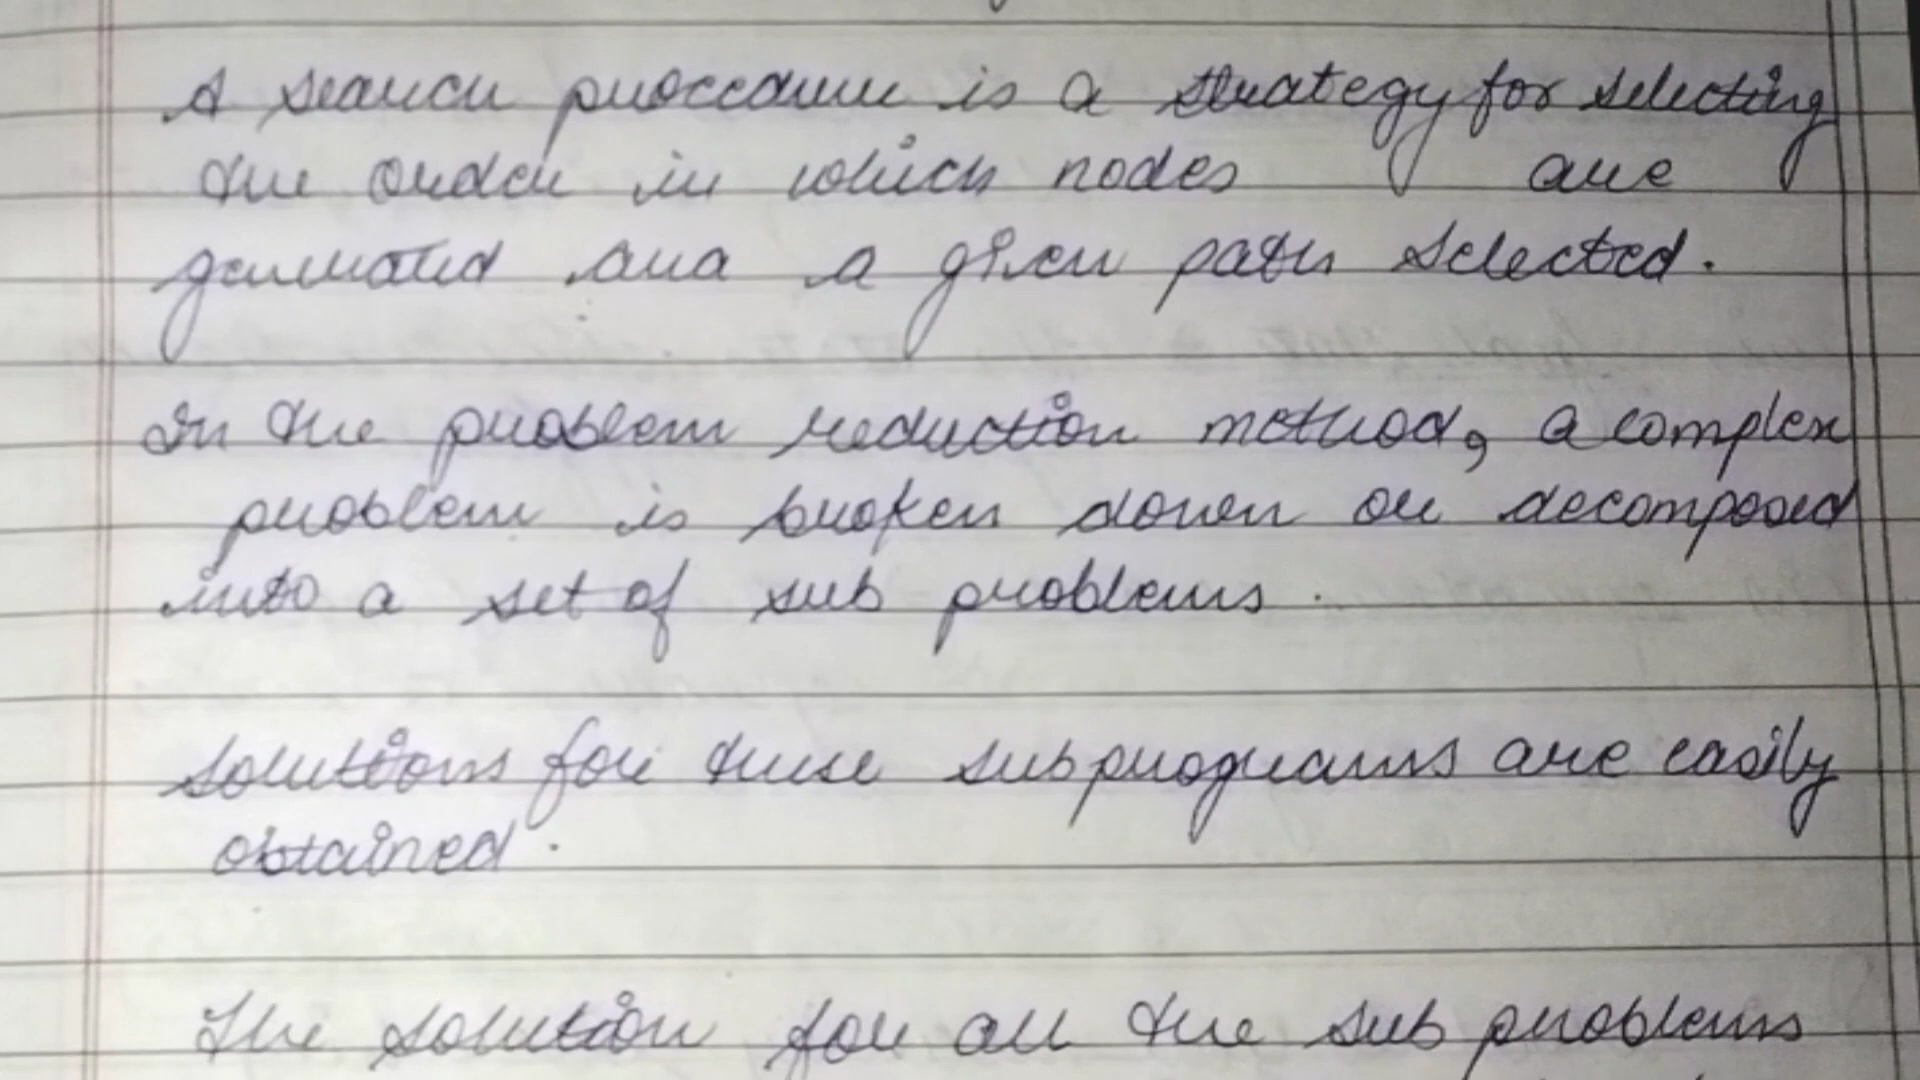 A search procedure is a strategy for selecting
the order in which nodes are
generated and a given path selected.
In the problem reduction method, a complex
problem is broken down or decomposed
into a set of sub problems.
solutions for these subprograms are easily
obtained.
The solution for all the sub problems